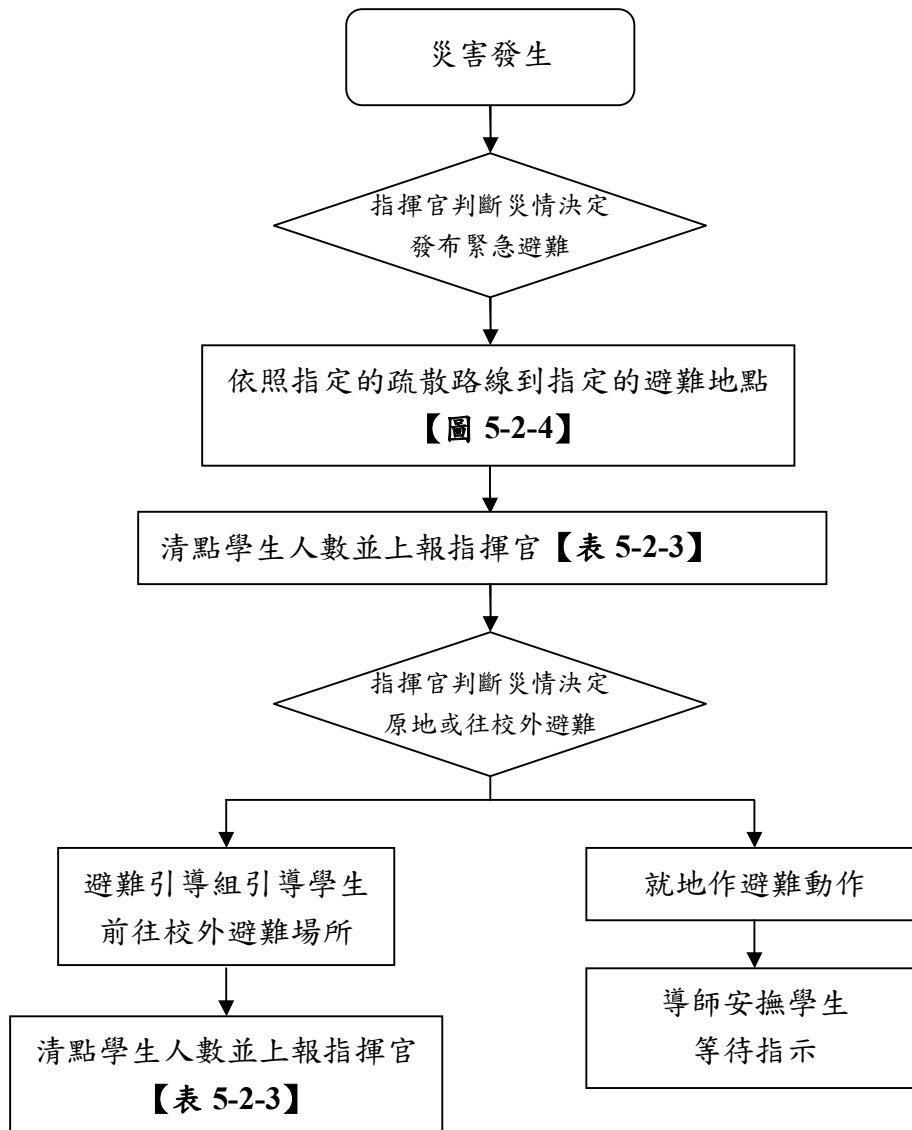 災害發生
指揮官判斷災情決定
發布緊急避難
依照指定的疏散路線到指定的避難地點
【圖 5-2-4】
清點學生人數並上報指揮官【表 5-2-3】
指揮官判斷災情決定
原地或往校外避難
避難引導組引導學生
前往校外避難場所
清點學生人數並上報指揮官
【表 5-2-3】
就地作避難動作
導師安撫學生
等待指示